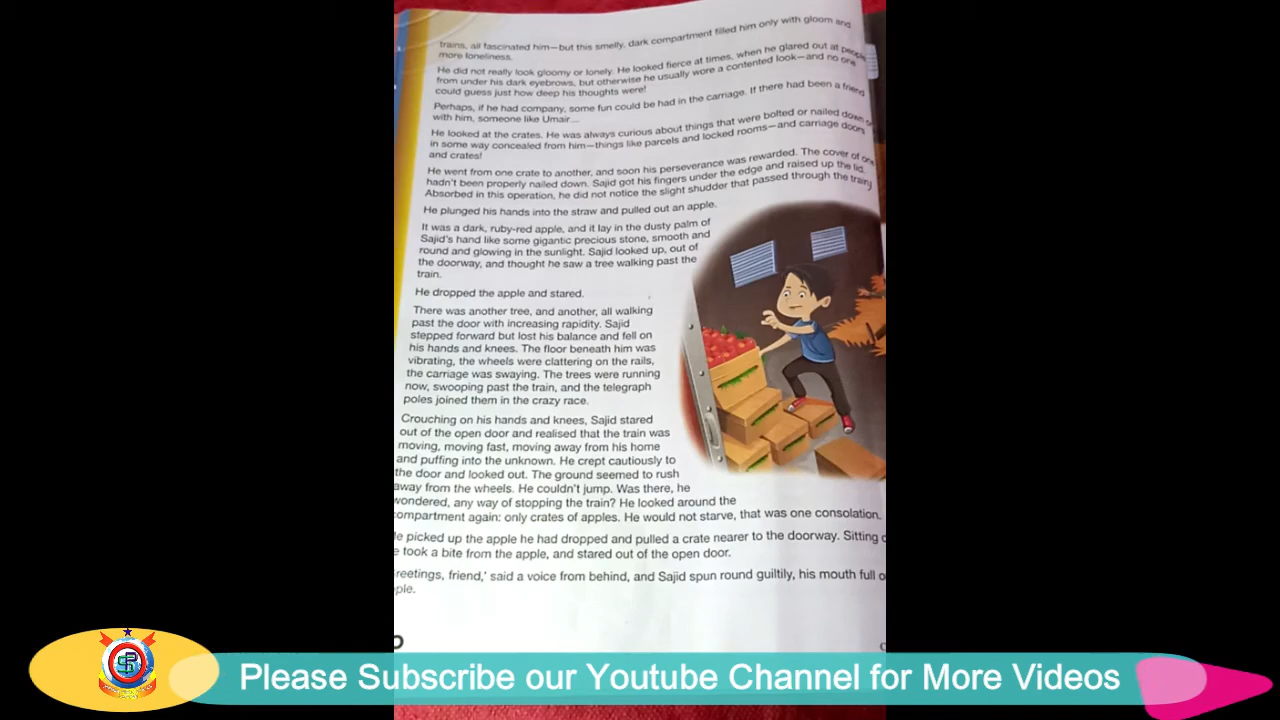 trains, all fascinated him—but this smelly, dark compartment filled him only with gloom and
more loneliness.
He did not really look gloomy or lonely. He looked fierce at times, when he glared out at people
from under his dark eyebrows, but otherwise he usually wore a contented look—and no one
could guess just how deep his thoughts were!
Perhaps, if he had company, some fun could be had in the carriage. If there had been a friend
with him, someone like Umair...
He looked at the crates. He was always curious about things that were bolted or nailed down or
in some way concealed from him—things like parcels and locked rooms—and carriage doors
and crates!
He went from one crate to another, and soon his perseverance was rewarded. The cover of one
hadn't been properly nailed down. Sajid got his fingers under the edge and raised up the lid.
Absorbed in this operation, he did not notice the slight shudder that passed through the train.
He plunged his hands into the straw and pulled out an apple.
It was a dark, ruby-red apple, and it lay in the dusty palm of
Sajid's hand like some gigantic precious stone, smooth and
round and glowing in the sunlight. Sajid looked up, out of
the doorway, and thought he saw a tree walking past the
train.
He dropped the apple and stared.
There was another tree, and another, all walking
past the door with increasing rapidity. Sajid
stepped forward but lost his balance and fell on
his hands and knees. The floor beneath him was
vibrating, the wheels were clattering on the rails,
the carriage was swaying. The trees were running
now, swooping past the train, and the telegraph
poles joined them in the crazy race.
Crouching on his hands and knees, Sajid stared
out of the open door and realised that the train was
moving, moving fast, moving away from his home
and puffing into the unknown. He crept cautiously to
the door and looked out. The ground seemed to rush
away from the wheels. He couldn't jump. Was there, he
wondered, any way of stopping the train? He looked around the
compartment again: only crates of apples. He would not starve, that was one consolation.
He picked up the apple he had dropped and pulled a crate nearer to the doorway. Sitting
took a bite from the apple, and stared out of the open door.
reetings, friend,' said a voice from behind, and Sajid spun round guiltily, his mouth full o
ple.
Please Subscribe our Youtube Channel for More Videos